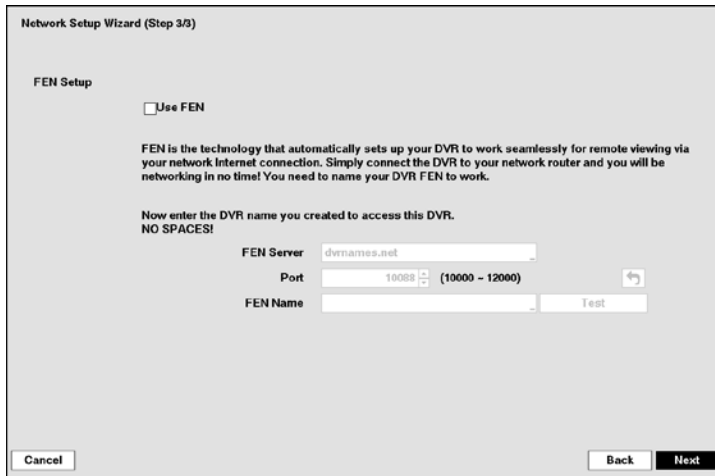 Network Setup Wizard (Step 3/3)
FEN Setup
Use FEN
FEN is the technology that automatically sets up your DVR to work seamlessly for remote viewing via
your network Internet connection. Simply connect the DVR to your network router and you will be
networking in no time! You need to name your DVR FEN to work.
Now enter the DVR name you created to access this DVR.
NO SPACES!
FEN Server dvrnames.net
Port 10088 (10000 ~ 12000)
FEN Name Test
Cancel Back Next